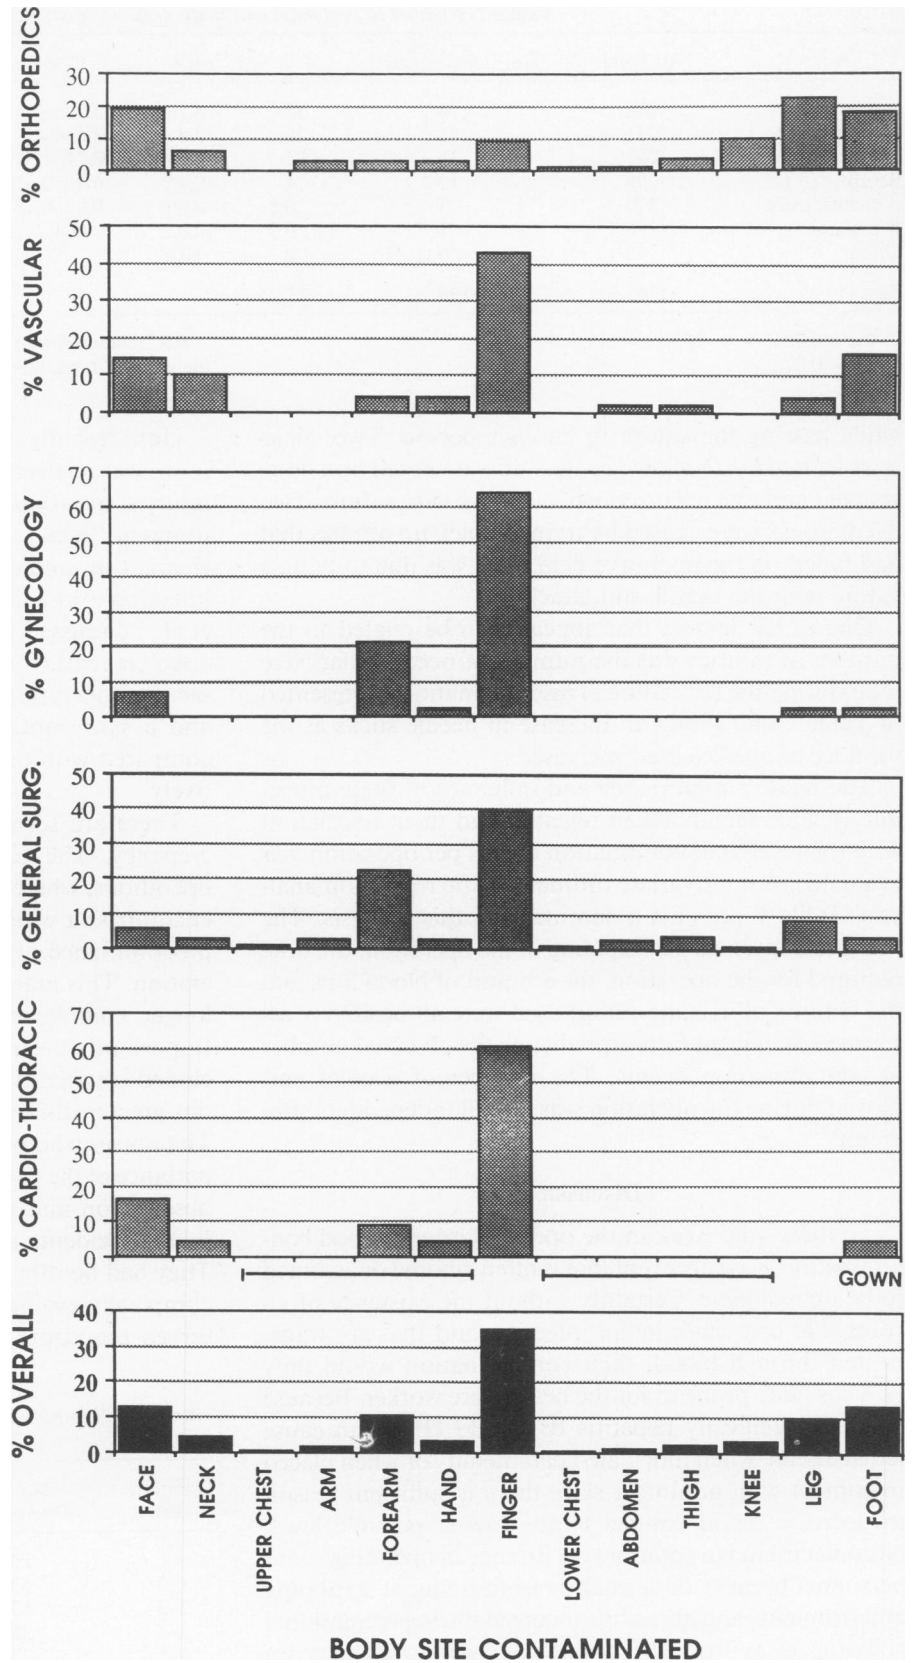 % ORTHOPEDICS
30
20
10
0
% VASCULAR
50
40
30
20
10
0
% GYNECOLOGY
70
60
50
40
30
20
10
0
% GENERAL SURG.
50
40
30
20
10
0
% CARDIO-THORACIC
70
60
50
40
30
20
10
0
GOWN
% OVERALL
40
30
20
10
0
FACE
NECK
UPPER CHEST
ARM
FOREARM
HAND
FINGER
LOWER CHEST
ABDOMEN
THIGH
KNEE
LEG
FOOT
BODY SITE CONTAMINATED